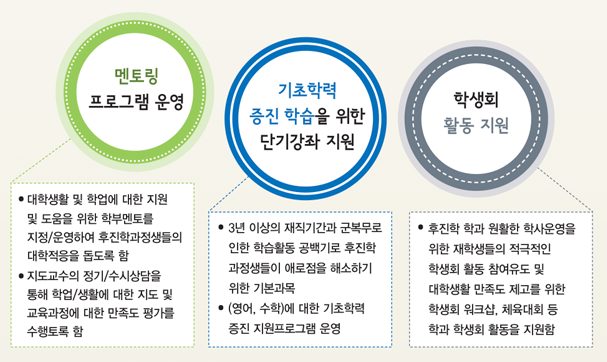 멘토링
프로그램 운영
기초학력
증진 학습을 위한
단기강좌 지원
학생회
활동 지원
• 대학생활 및 학업에 대한 지원
및 도움을 위한 학부멘토를
지정/운영하여 후진학과정생들의
대학적응을 돕도록 함
• 지도교수의 정기/수시상담을
통해 학업/생활에 대한 지도 및
교육과정에 대한 만족도 평가를
수행토록 함
• 3년 이상의 재직기간과 군복무로
인한 학습활동 공백기로 후진학
과정생들이 애로점을 해소하기
위한 기본과목
• (영어, 수학)에 대한 기초학력
증진 지원프로그램 운영
• 후진학 학과 원활한 학사운영을
위한 재학생들의 적극적인
학생회 활동 참여유도 및
대학생활 만족도 제고를 위한
학생회 워크샵, 체육대회 등
학과 학생회 활동을 지원함